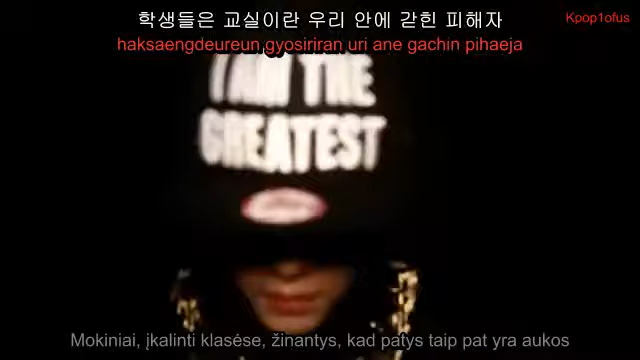 학생들은 교실이란 우리 안에 갇힌 피해자
Kpop1ofus
haksaengdeureun gyosiriran uri ane gachin pihaeja
I AM THE
GREATEST
Mokiniai, įkalinti klasėse, žinantys, kad patys taip pat yra aukos